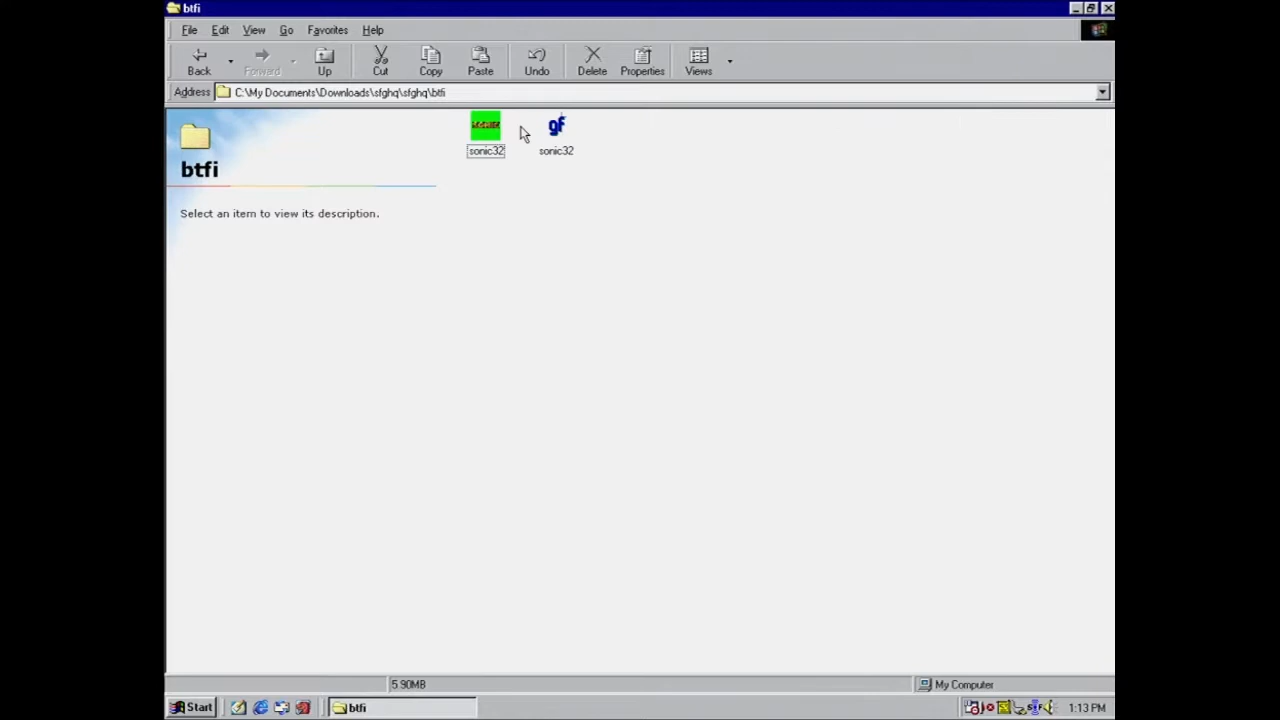 btfi
File Edit View Go Favorites Help
Back Forward Up Cut Copy Paste Undo Delete Properties Views
Address C:\My Documents\Downloads\sfghq\sfghq\btfi
gf
sonic32 sonic32
btfi
Select an item to view its description.
5.90MB My Computer
Start btfi 1:13 PM